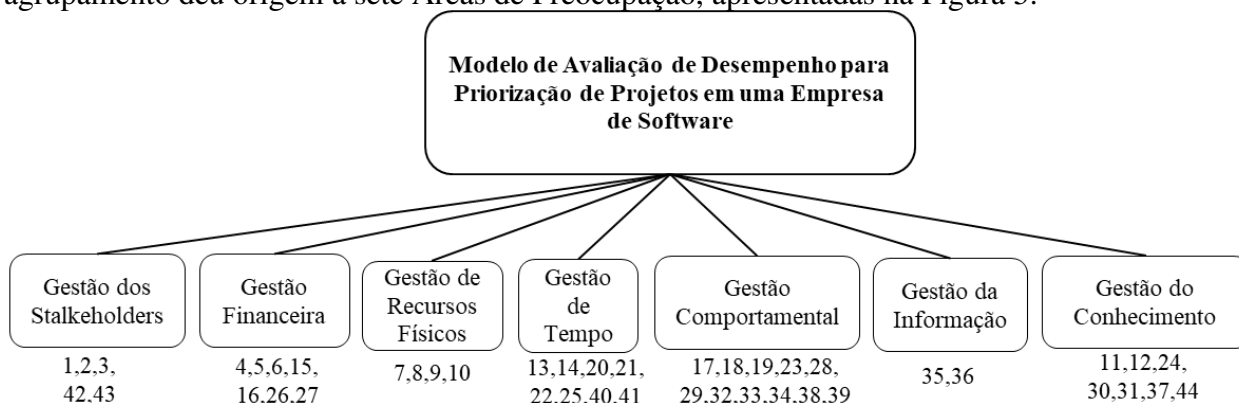 agrupamento deu origem a sete Áreas de Preocupação, apresentadas na Figura 3.
Modelo de Avaliação de Desempenho para
Priorização de Projetos em uma Empresa
de Software
Gestão dos
Stalkeholders
1,2,3,
42,43
Gestão
Financeira
4,5,6,15,
16,26,27
Gestão de
Recursos
Físicos
7,8,9,10
Gestão
de
Tempo
13,14,20,21,
22,25,40,41
Gestão
Comportamental
17,18,19,23,28,
29,32,33,34,38,39
Gestão da
Informação
35,36
Gestão do
Conhecimento
11,12,24,
30,31,37,44